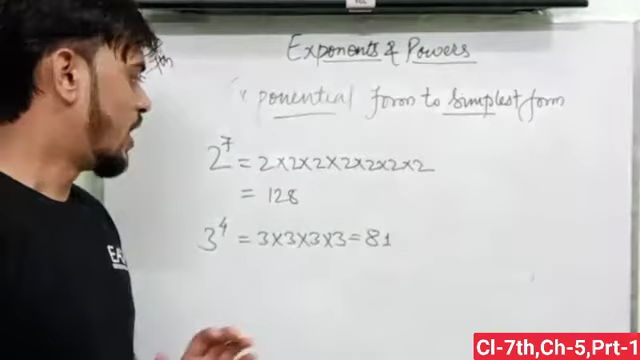 Exponents & Powers
ponential form to simplest form
2⁷ = 2×2×2×2×2×2×2
= 128
3⁴ = 3×3×3×3=81
Cl-7th,Ch-5,Prt-1